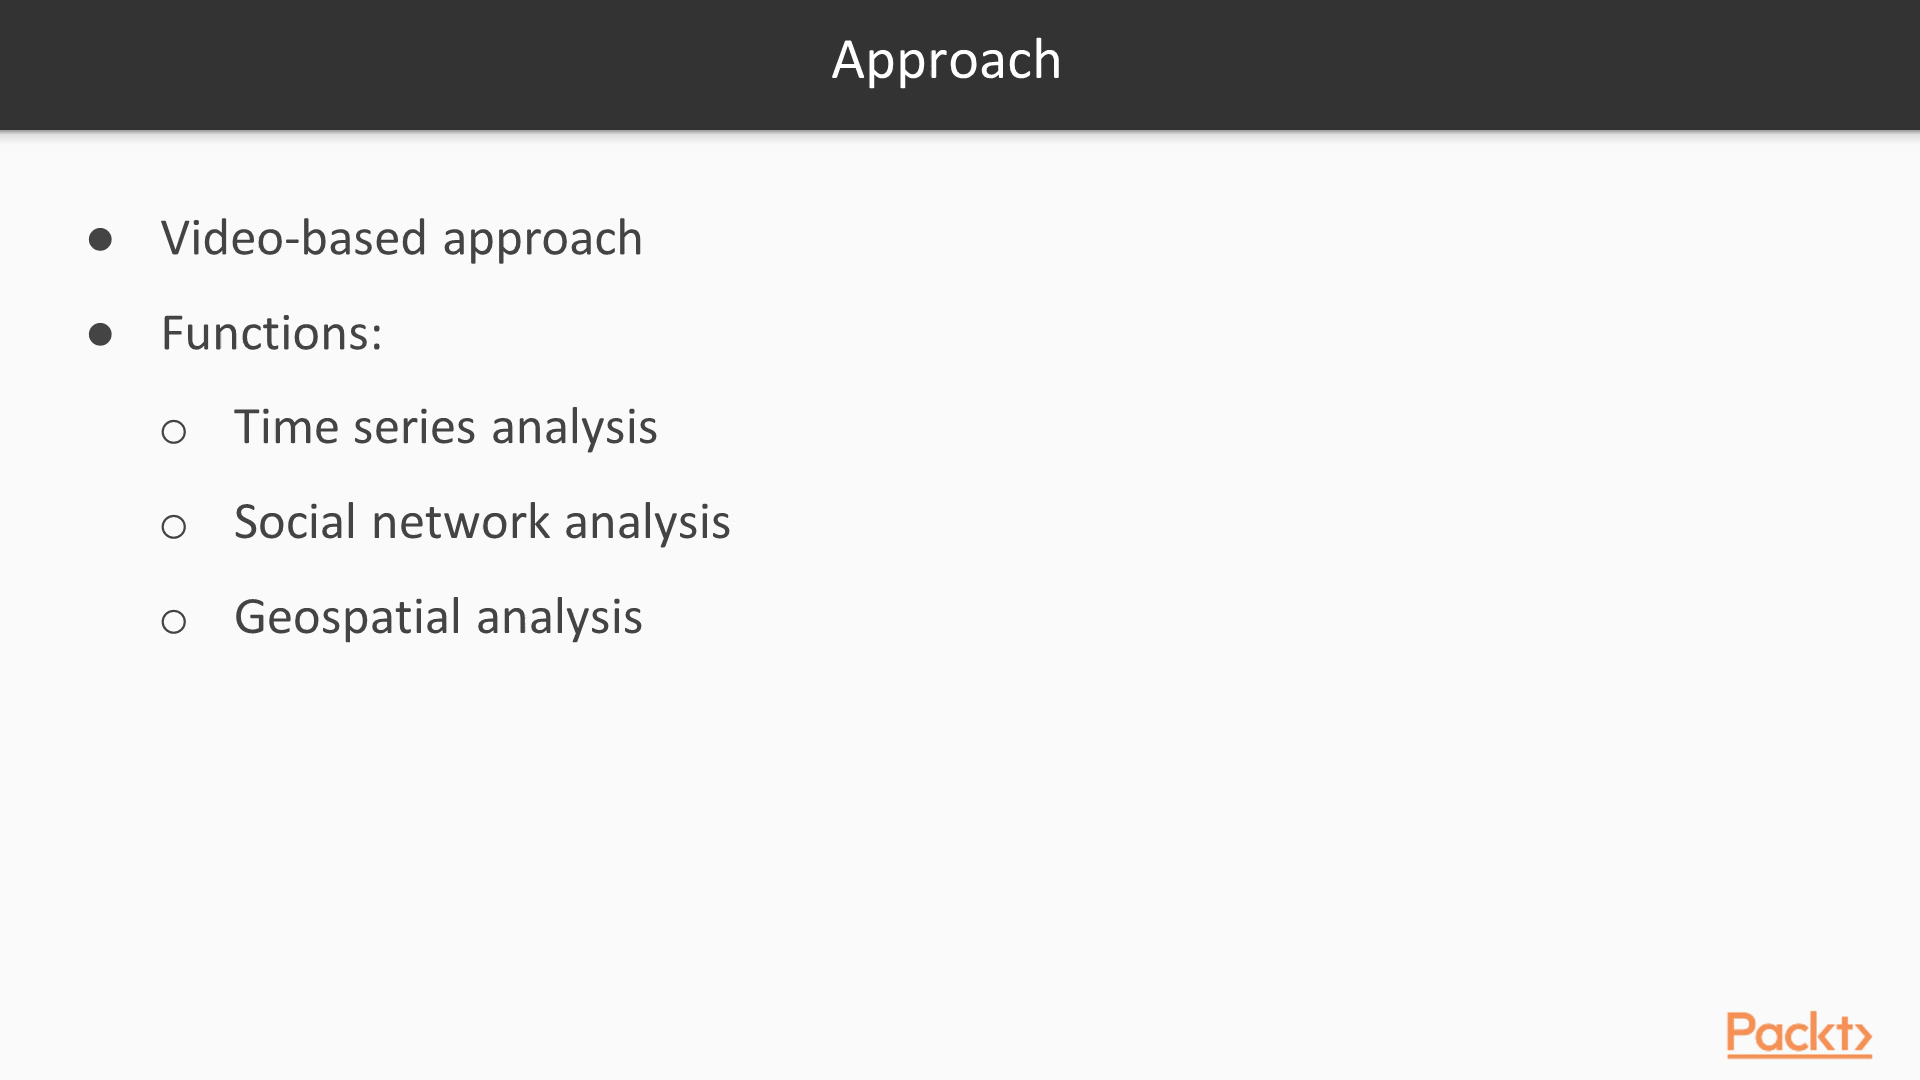 Approach
● Video-based approach
● Functions:
○ Time series analysis
○ Social network analysis
○ Geospatial analysis
Packt>